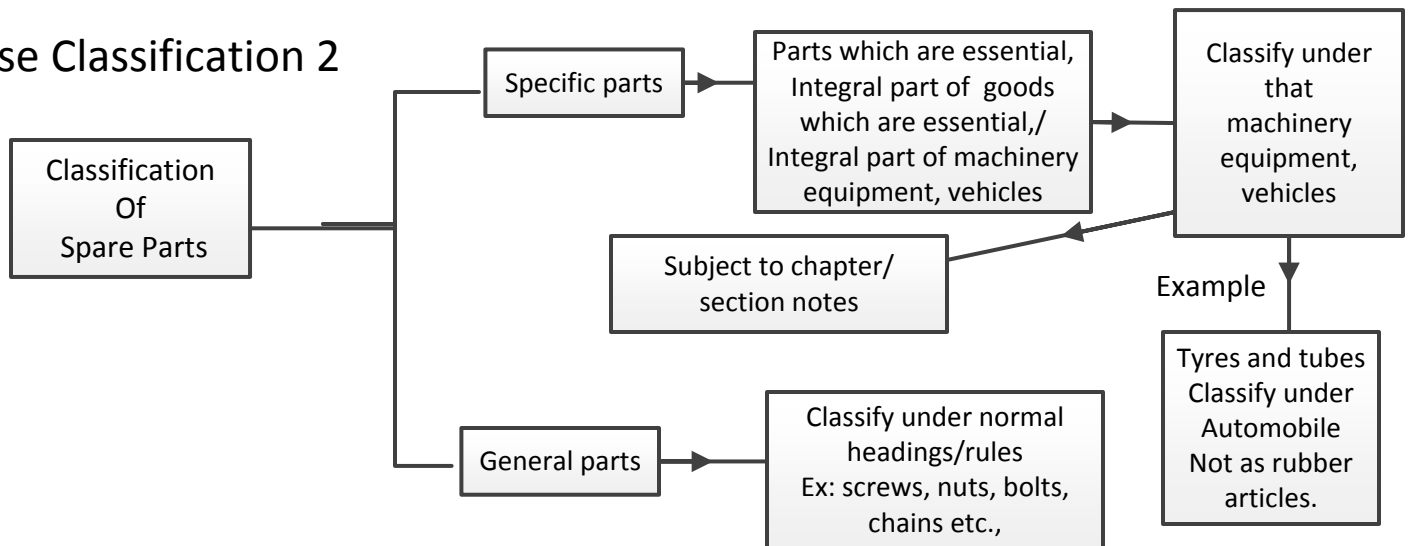 se Classification 2
Classification
Of
Spare Parts
Specific parts
Parts which are essential,
Integral part of goods
which are essential,/
Integral part of machinery
equipment, vehicles
Classify under
that
machinery
equipment,
vehicles
Subject to chapter/
section notes
Example
Tyres and tubes
Classify under
Automobile
Not as rubber
articles.
General parts
Classify under normal
headings/rules
Ex: screws, nuts, bolts,
chains etc.,